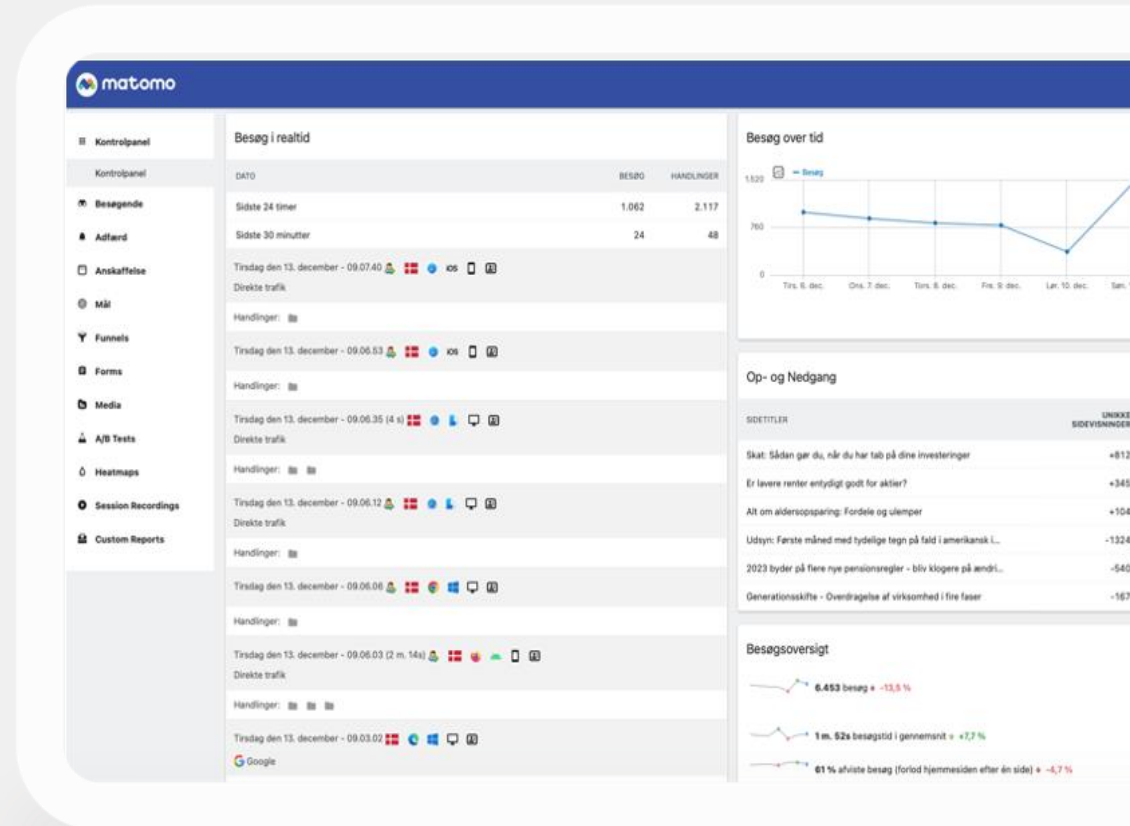 matomo
Kontrolpanel
Kontrolpanel
Besøgende
Adfærd
Anskaffelse
Mål
Funnels
Forms
Media
A/B Tests
Heatmaps
Session Recordings
Custom Reports
Besøg i realtid
DATO BESØG HANDLINGER
Sidste 24 timer 1.062 2.117
Sidste 30 minutter 24 48
Tirsdag den 13. december - 09.07.40 iOS
Direkte trafik
Handlinger:
Tirsdag den 13. december - 09.06.53 iOS
Handlinger:
Tirsdag den 13. december - 09.06.35 (4 s)
Direkte trafik
Handlinger:
Tirsdag den 13. december - 09.06.12
Direkte trafik
Handlinger:
Tirsdag den 13. december - 09.06.06
Handlinger:
Tirsdag den 13. december - 09.06.03 (2 m. 14s)
Direkte trafik
Handlinger:
Tirsdag den 13. december - 09.03.02
Google
Besøg over tid
Besøg
1.520
760
0
Tirs. 6. dec. Ons. 7. dec. Tors. 8. dec. Fre. 9. dec. Lør. 10. dec. Søn. 
Op- og Nedgang
SIDETITLER UNIKKE SIDEVISNINGER
Skat: Sådan gør du, når du har tab på dine investeringer +812
Er lavere renter entydigt godt for aktier? +345
Alt om aldersopsparing: Fordele og ulemper +104
Udsyn: Første måned med tydelige tegn på fald i amerikansk i... -1324
2023 byder på flere nye pensionsregler - bliv klogere på ændri... -540
Generationsskifte - Overdragelse af virksomhed i fire faser -167
Besøgsoversigt
6.453 besøg -13,5 %
1 m. 52s besøgstid i gennemsnit +7,7 %
61 % afviste besøg (forlod hjemmesiden efter én side) -4,7 %